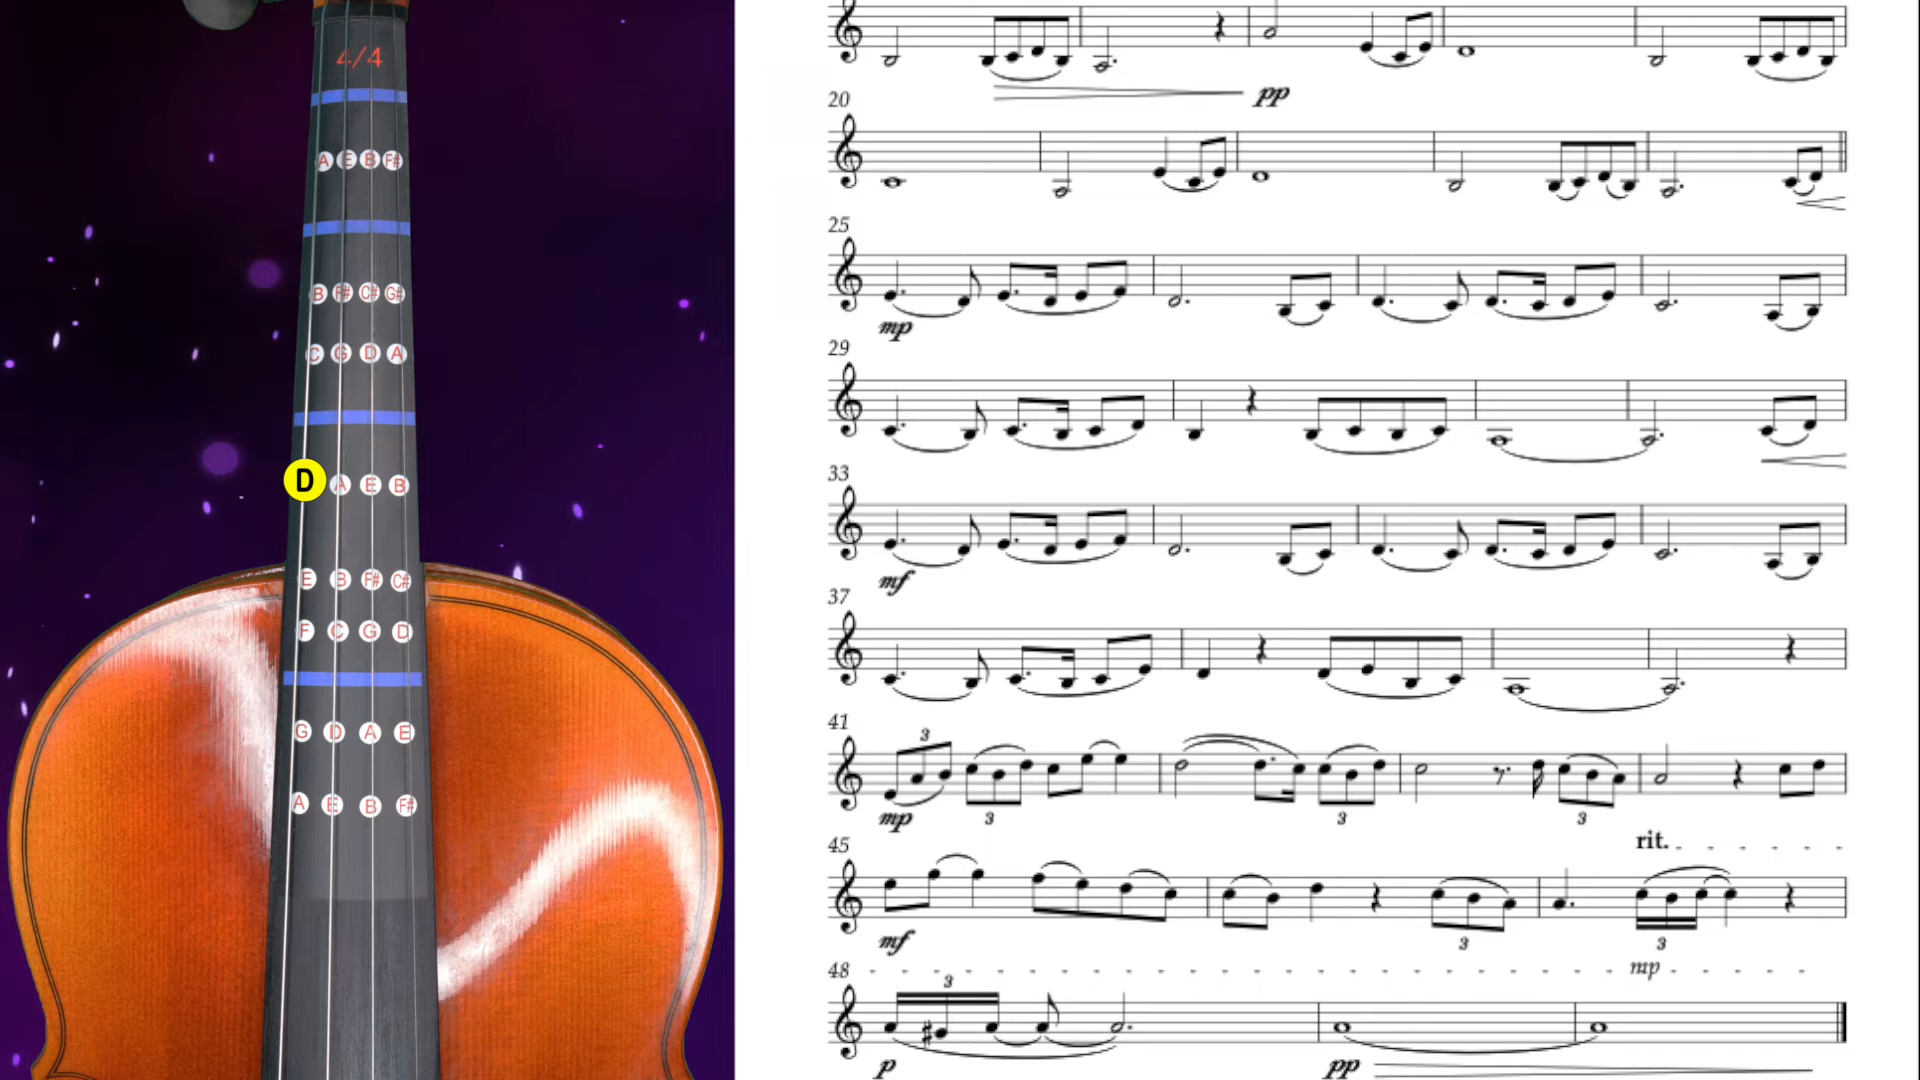 4/4
A E B F#
B F# C# G#
C G D A
D A E B
E B F# C#
F C G D
G D A E
A E B F#
pp
20
25
mp
29
33
mf
37
41
3 3 3 3
mp
rit.
45
3 3
mf
48 mp
3
p pp